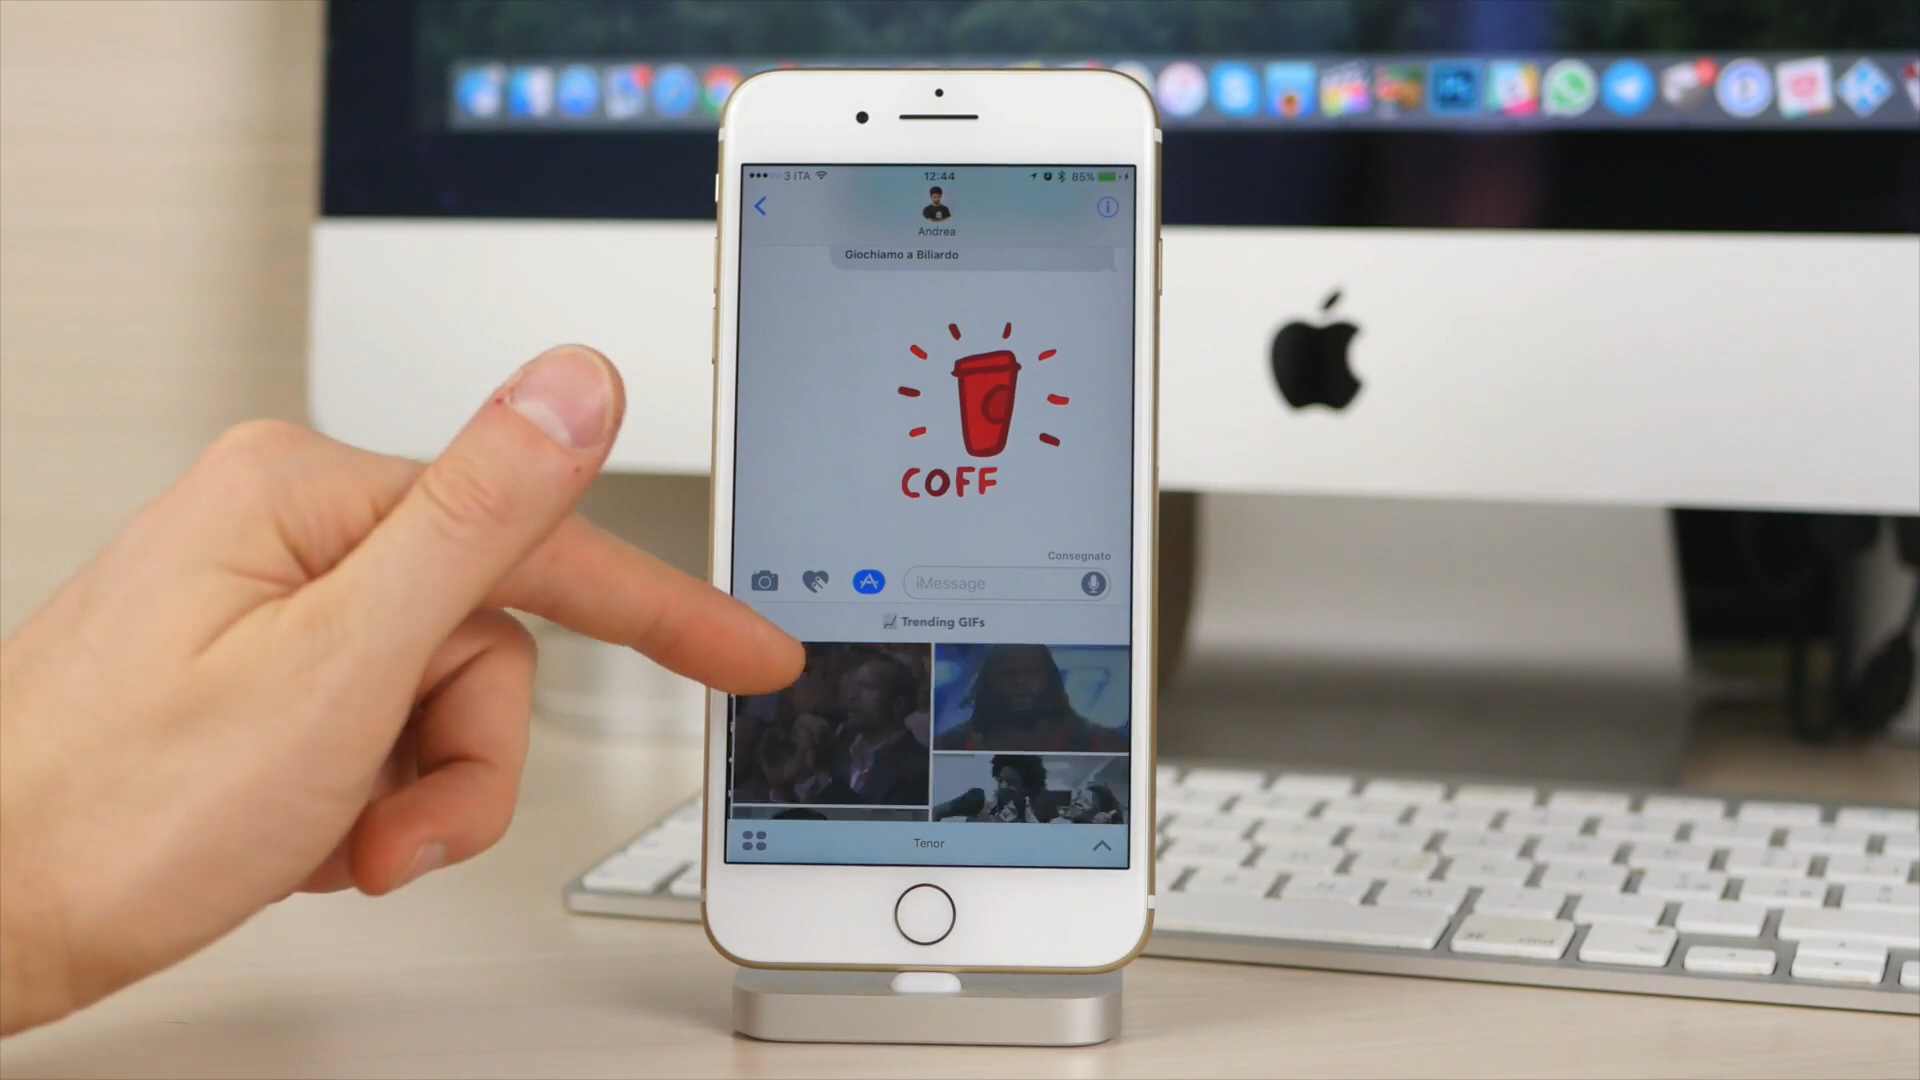 3 ITA 12:44 85%
Andrea
Giochiamo a Biliardo
COFF
Consegnato
iMessage
Trending GIFs
Tenor